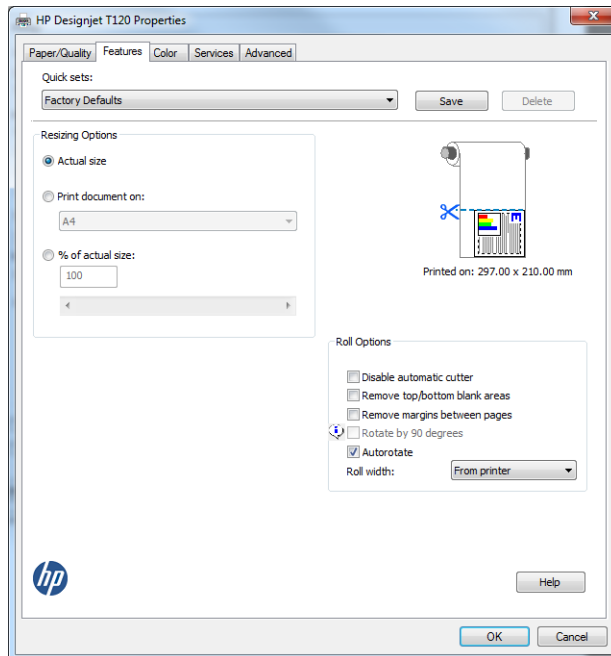 HP Designjet T120 Properties
Paper/Quality Features Color Services Advanced
Quick sets:
Factory Defaults Save Delete
Resizing Options
Actual size
Print document on:
A4
% of actual size:
100
Printed on: 297.00 x 210.00 mm
Roll Options
Disable automatic cutter
Remove top/bottom blank areas
Remove margins between pages
Rotate by 90 degrees
Autorotate
Roll width: From printer
hp
Help
OK Cancel